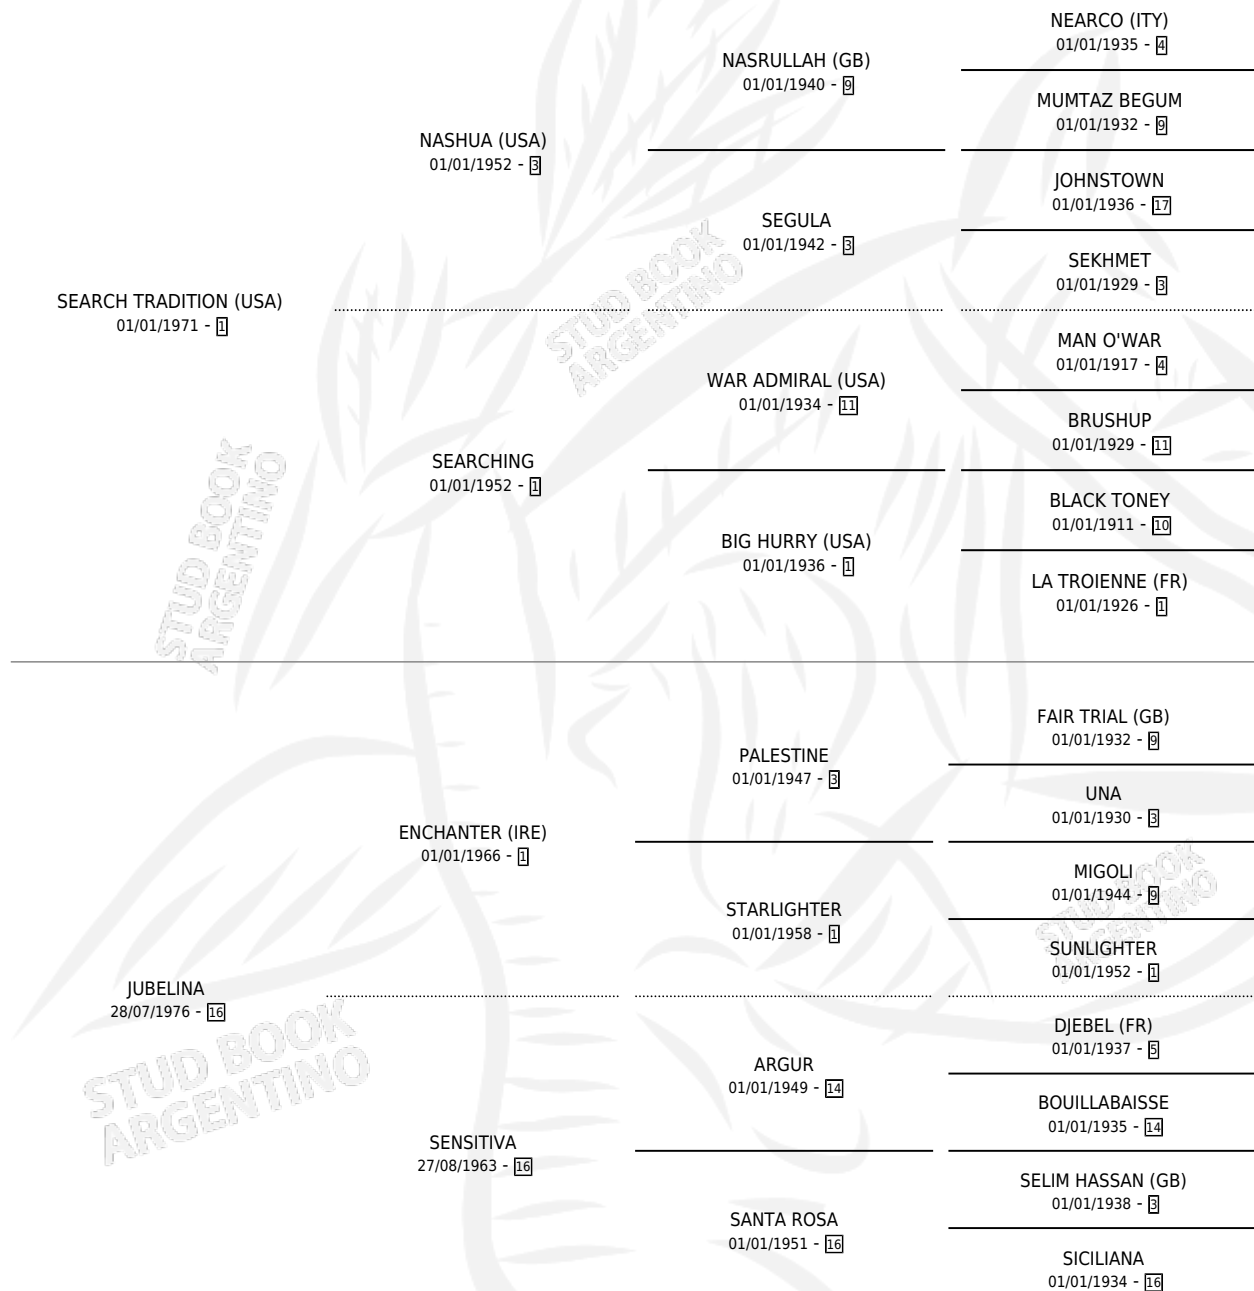 NEARCO (ITY)
01/01/1935 - 4
NASRULLAH (GB)
01/01/1940 - 9
MUMTAZ BEGUM
01/01/1932 - 9
NASHUA (USA)
01/01/1952 - 3
JOHNSTOWN
01/01/1936 - 17
SEGULA
01/01/1942 - 3
SEKHMET
01/01/1929 - 3
SEARCH TRADITION (USA)
01/01/1971 - 1
MAN O'WAR
01/01/1917 - 4
WAR ADMIRAL (USA)
01/01/1934 - 11
BRUSHUP
01/01/1929 - 11
SEARCHING
01/01/1952 - 1
BLACK TONEY
01/01/1911 - 10
BIG HURRY (USA)
01/01/1936 - 1
LA TROIENNE (FR)
01/01/1926 - 1
FAIR TRIAL (GB)
01/01/1932 - 9
PALESTINE
01/01/1947 - 3
UNA
01/01/1930 - 3
ENCHANTER (IRE)
01/01/1966 - 1
MIGOLI
01/01/1944 - 9
STARLIGHTER
01/01/1958 - 1
SUNLIGHTER
01/01/1952 - 1
JUBELINA
28/07/1976 - 16
DJEBEL (FR)
01/01/1937 - 5
ARGUR
01/01/1949 - 14
BOUILLABAISSE
01/01/1935 - 14
SENSITIVA
27/08/1963 - 16
SELIM HASSAN (GB)
01/01/1938 - 3
SANTA ROSA
01/01/1951 - 16
SICILIANA
01/01/1934 - 16
STUD BOOK
ARGENTINO
STUD BOOK
ARGENTINO
STUD BOOK
ARGENTINO
STUD BOOK
ARGENTINO